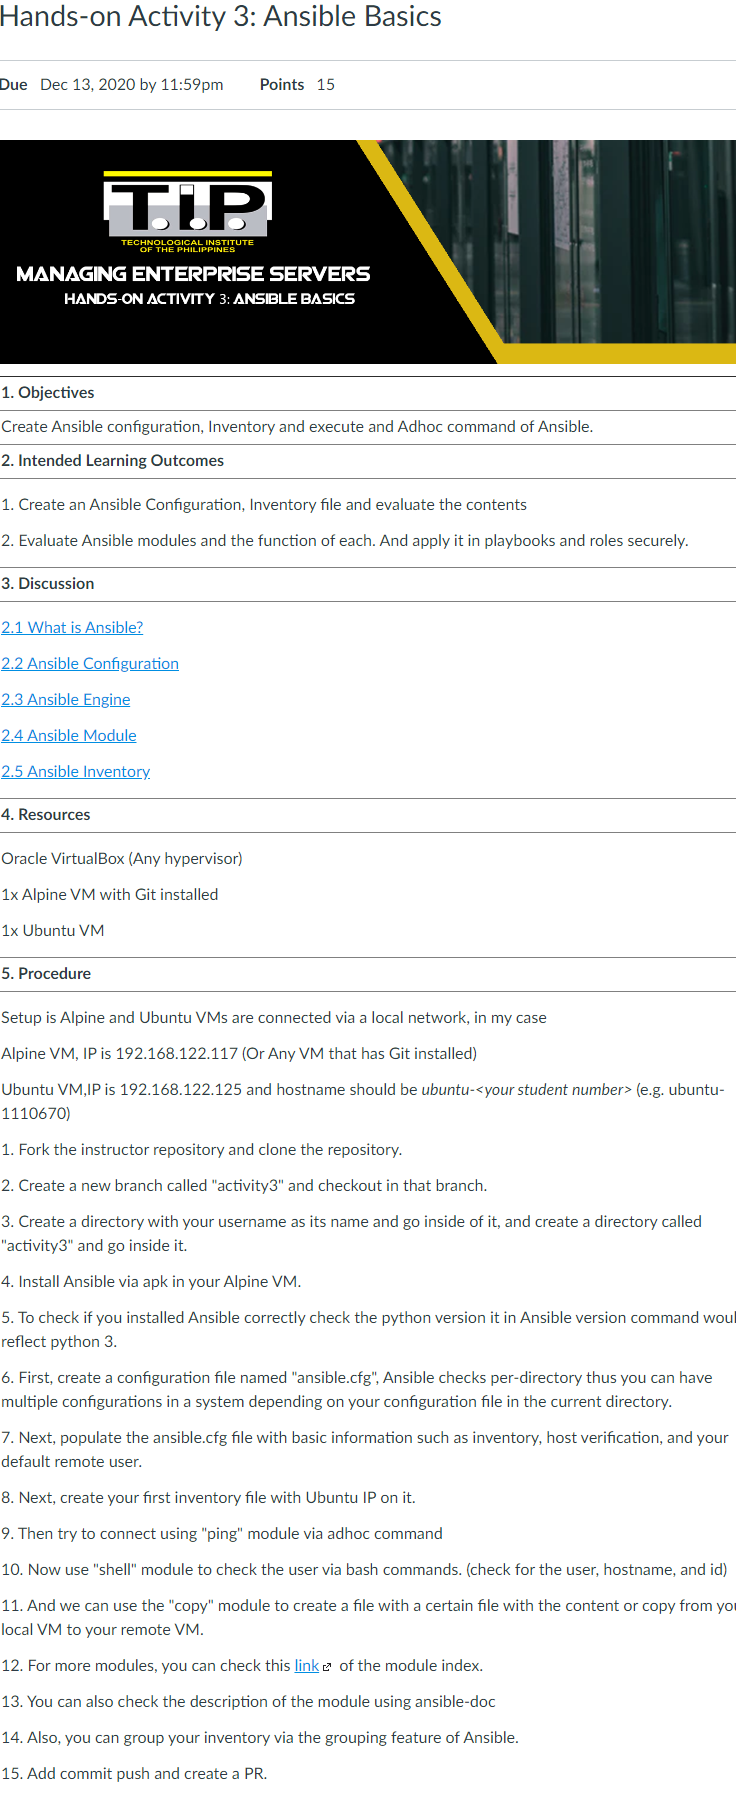 Hands-on Activity 3: Ansible Basics
Due Dec 13, 2020 by 11:59pm Points 15
T.I.P.
TECHNOLOGICAL INSTITUTE
OF THE PHILIPPINES
MANAGING ENTERPRISE SERVERS
HANDS-ON ACTIVITY 3: ANSIBLE BASICS
1. Objectives
Create Ansible configuration, Inventory and execute and Adhoc command of Ansible.
2. Intended Learning Outcomes
1. Create an Ansible Configuration, Inventory file and evaluate the contents
2. Evaluate Ansible modules and the function of each. And apply it in playbooks and roles securely.
3. Discussion
2.1 What is Ansible?
2.2 Ansible Configuration
2.3 Ansible Engine
2.4 Ansible Module
2.5 Ansible Inventory
4. Resources
Oracle VirtualBox (Any hypervisor)
1x Alpine VM with Git installed
1x Ubuntu VM
5. Procedure
Setup is Alpine and Ubuntu VMs are connected via a local network, in my case
Alpine VM, IP is 192.168.122.117 (Or Any VM that has Git installed)
Ubuntu VM,IP is 192.168.122.125 and hostname should be ubuntu-<your student number> (e.g. ubuntu-
1110670)
1. Fork the instructor repository and clone the repository.
2. Create a new branch called "activity3" and checkout in that branch.
3. Create a directory with your username as its name and go inside of it, and create a directory called
"activity3" and go inside it.
4. Install Ansible via apk in your Alpine VM.
5. To check if you installed Ansible correctly check the python version it in Ansible version command woul
reflect python 3.
6. First, create a configuration file named "ansible.cfg", Ansible checks per-directory thus you can have
multiple configurations in a system depending on your configuration file in the current directory.
7. Next, populate the ansible.cfg file with basic information such as inventory, host verification, and your
default remote user.
8. Next, create your first inventory file with Ubuntu IP on it.
9. Then try to connect using "ping" module via adhoc command
10. Now use "shell" module to check the user via bash commands. (check for the user, hostname, and id)
11. And we can use the "copy" module to create a file with a certain file with the content or copy from you
local VM to your remote VM.
12. For more modules, you can check this link of the module index.
13. You can also check the description of the module using ansible-doc
14. Also, you can group your inventory via the grouping feature of Ansible.
15. Add commit push and create a PR.